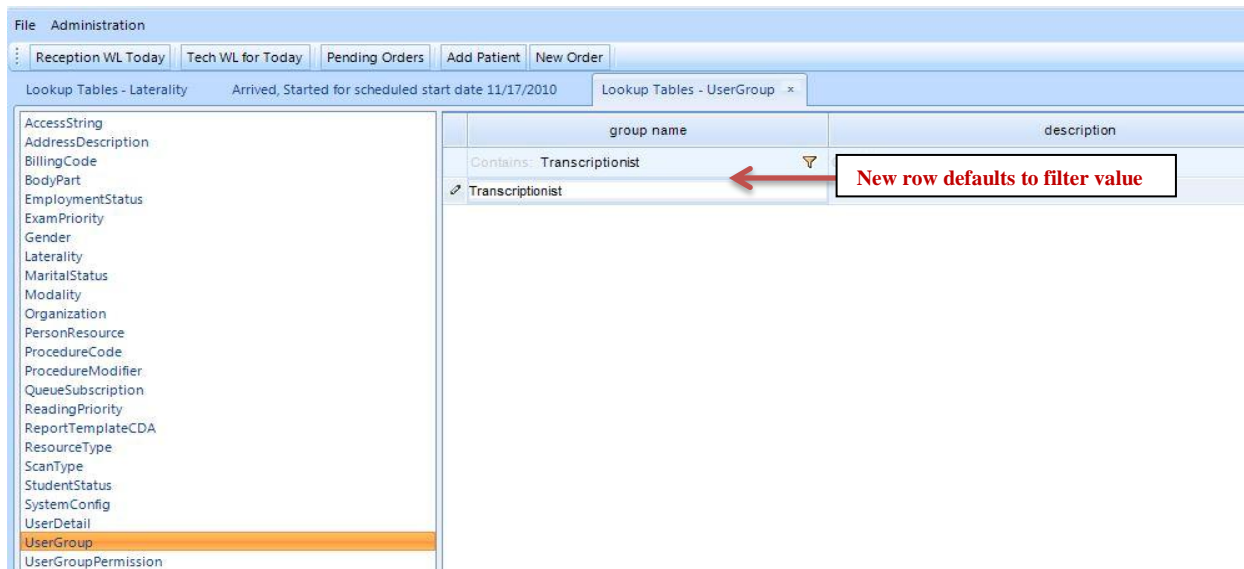 File Administration
Reception WL Today Tech WL for Today Pending Orders Add Patient New Order
Lookup Tables - Laterality Arrived, Started for scheduled start date 11/17/2010 Lookup Tables - UserGroup ×
AccessString
AddressDescription
BillingCode
BodyPart
EmploymentStatus
ExamPriority
Gender
Laterality
MaritalStatus
Modality
Organization
PersonResource
ProcedureCode
ProcedureModifier
QueueSubscription
ReadingPriority
ReportTemplateCDA
ResourceType
ScanType
StudentStatus
SystemConfig
UserDetail
UserGroup
UserGroupPermission
group name description
Contains: Transcriptionist
Transcriptionist
New row defaults to filter value